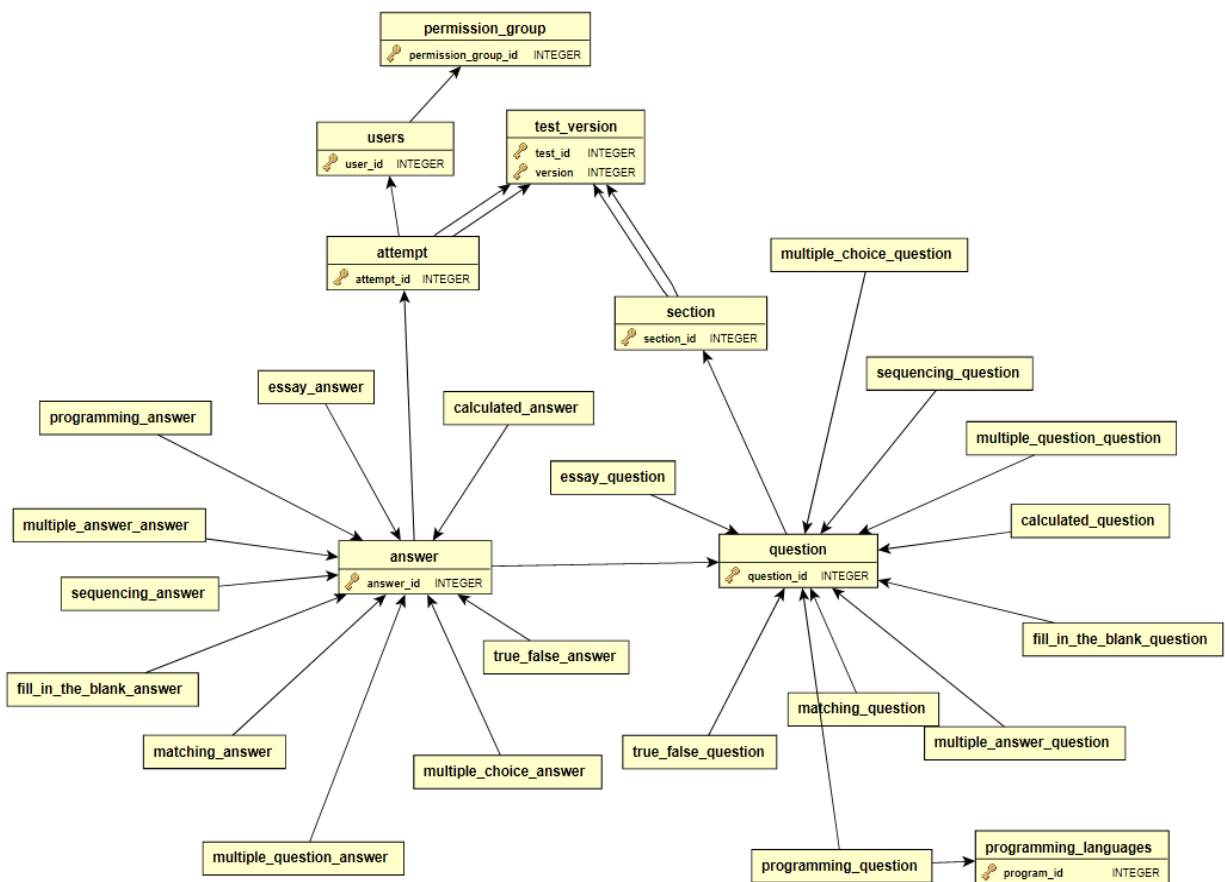 permission_group
permission_group_id INTEGER
users
user_id INTEGER
test_version
test_id INTEGER
version INTEGER
attempt
attempt_id INTEGER
multiple_choice_question
section
section_id INTEGER
sequencing_question
essay_answer
programming_answer
calculated_answer
multiple_question_question
essay_question
multiple_answer_answer
calculated_question
answer
answer_id INTEGER
question
question_id INTEGER
sequencing_answer
fill_in_the_blank_question
true_false_answer
fill_in_the_blank_answer
matching_question
matching_answer
true_false_question
multiple_answer_question
multiple_choice_answer
multiple_question_answer
programming_question
programming_languages
program_id INTEGER